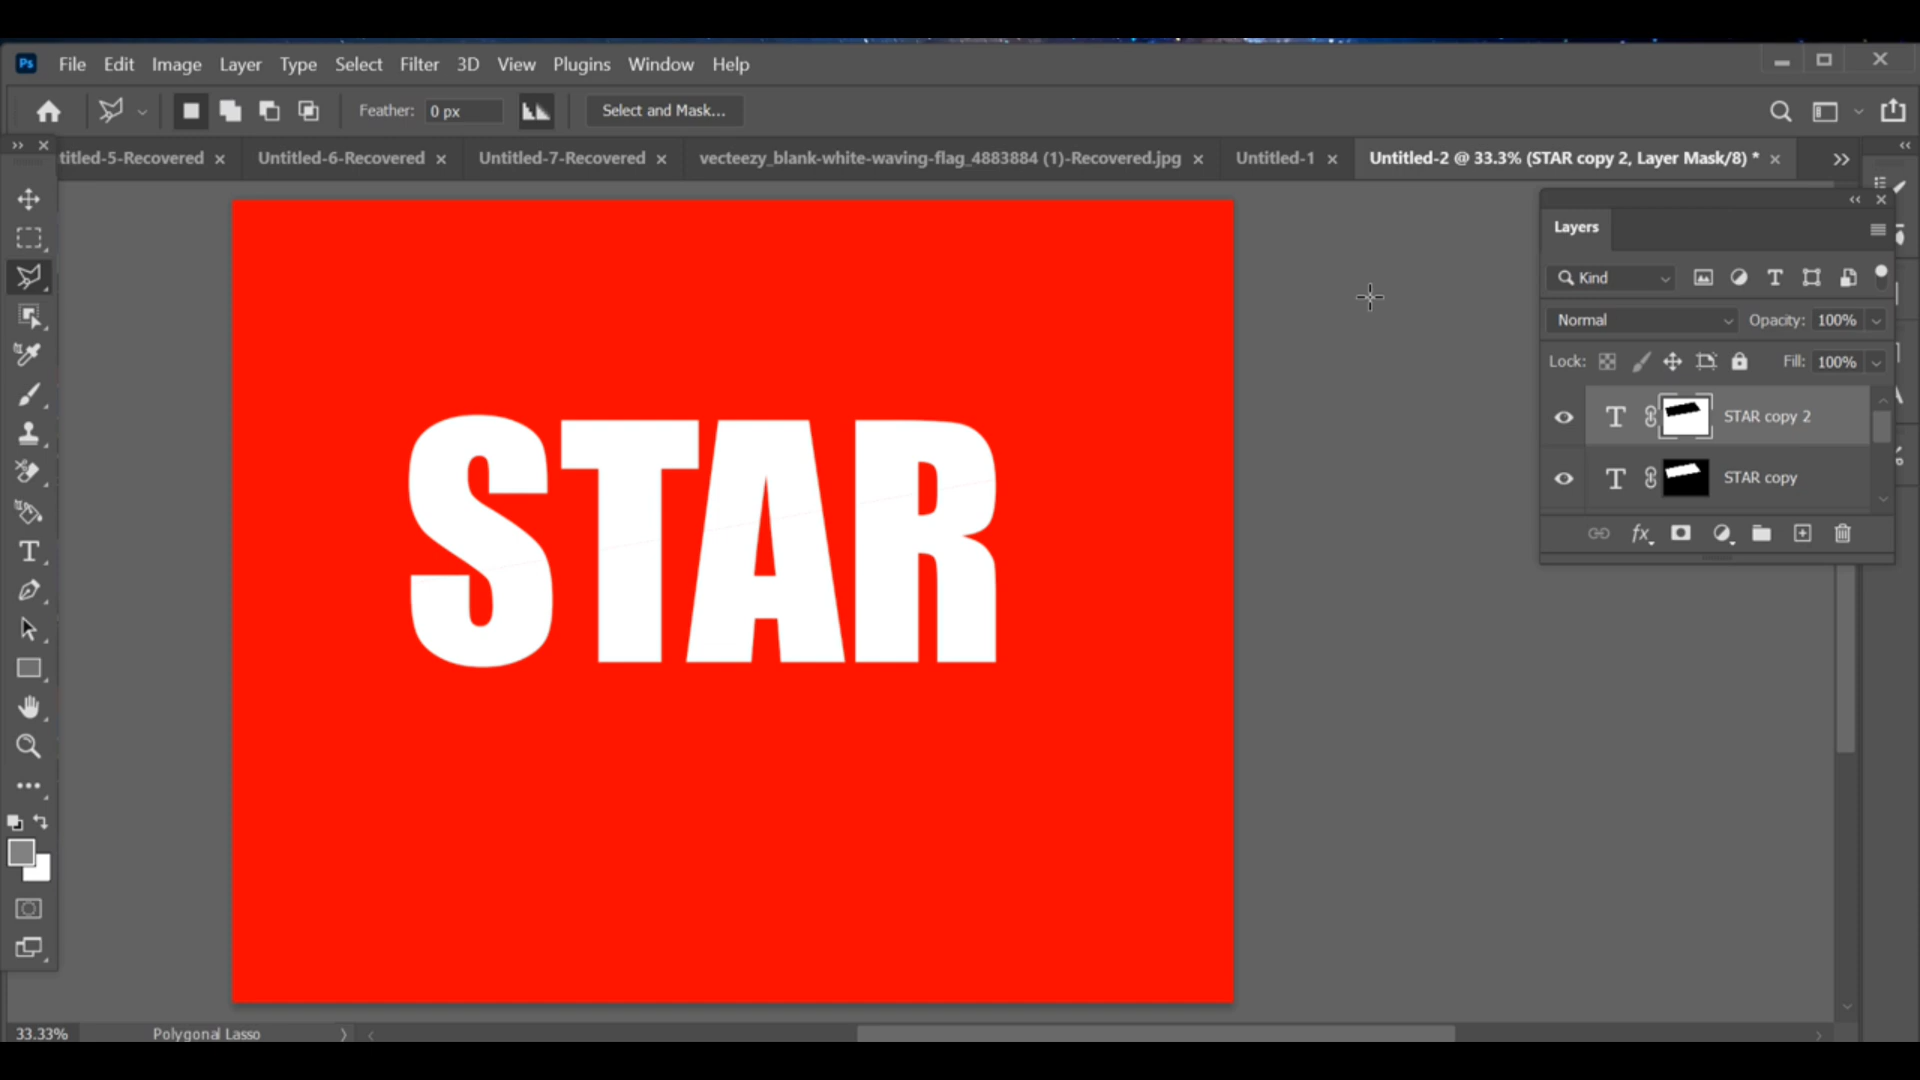 Ps File Edit Image Layer Type Select Filter 3D View Plugins Window Help
Feather: 0 px Select and Mask...
titled-5-Recovered × Untitled-6-Recovered × Untitled-7-Recovered × vecteezy_blank-white-waving-flag_4883884 (1)-Recovered.jpg × Untitled-1 × Untitled-2 @ 33.3% (STAR copy 2, Layer Mask/8) * ×
Layers
Kind
Normal Opacity: 100%
Lock: Fill: 100%
STAR copy 2
STAR copy
fx
STAR
33.33% Polygonal Lasso